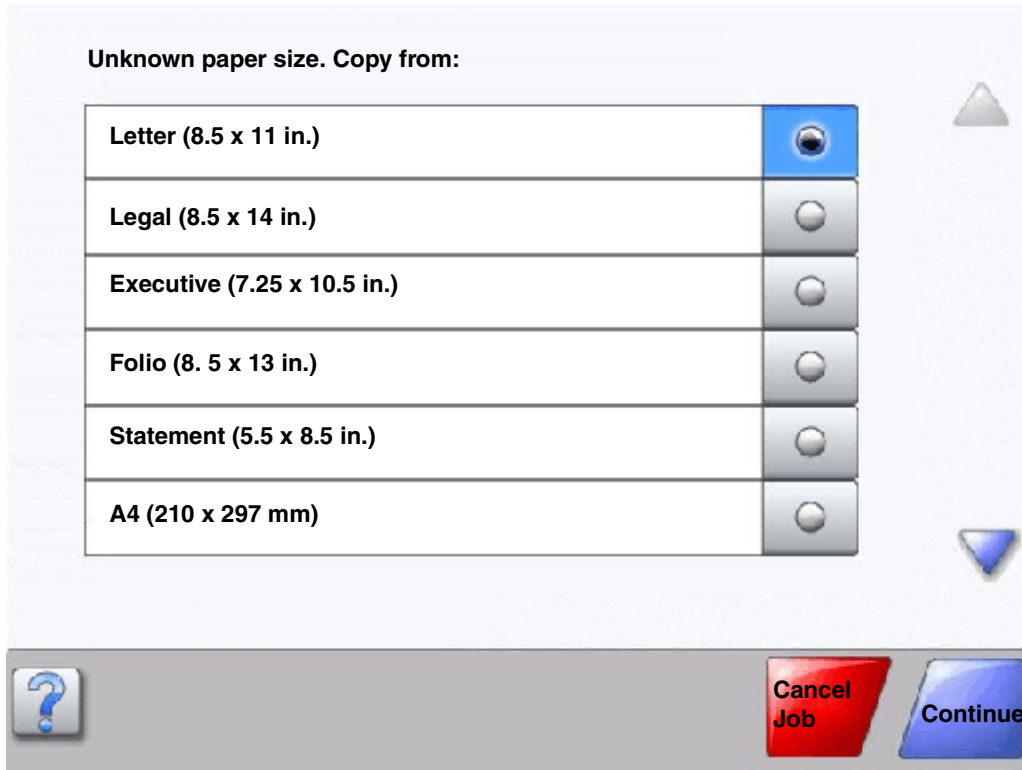 Unknown paper size. Copy from:
Letter (8.5 x 11 in.)
Legal (8.5 x 14 in.)
Executive (7.25 x 10.5 in.)
Folio (8. 5 x 13 in.)
Statement (5.5 x 8.5 in.)
A4 (210 x 297 mm)
?
Cancel
Job
Continue